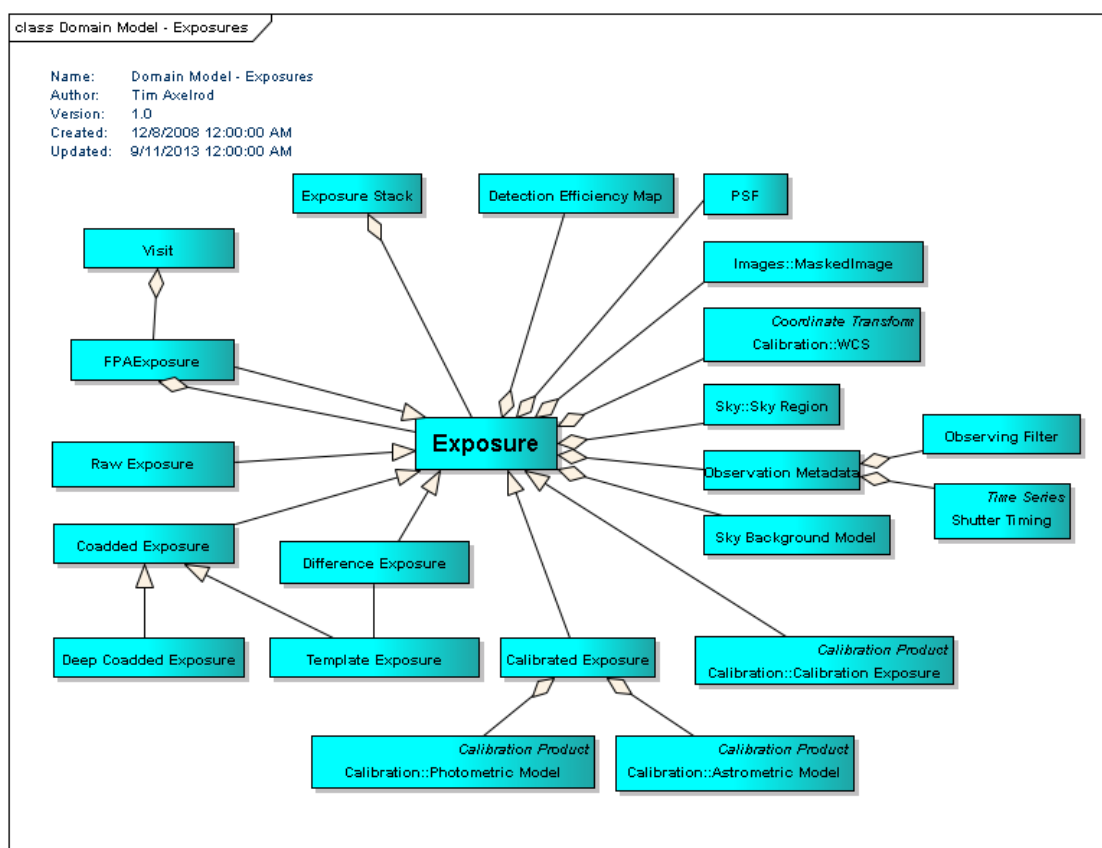 class Domain Model - Exposures
Name: Domain Model - Exposures
Author: Tim Axelrod
Version: 1.0
Created: 12/8/2008 12:00:00 AM
Updated: 9/11/2013 12:00:00 AM
Exposure Stack
Detection Efficiency Map
PSF
Visit
Images::MaskedImage
Coordinate Transform
Calibration::WCS
FPAExposure
Sky::Sky Region
Exposure
Observing Filter
Raw Exposure
Observation Metadata
Time Series
Shutter Timing
Coadded Exposure
Sky Background Model
Difference Exposure
Deep Coadded Exposure
Template Exposure
Calibrated Exposure
Calibration Product
Calibration::Calibration Exposure
Calibration Product
Calibration::Photometric Model
Calibration Product
Calibration::Astrometric Model